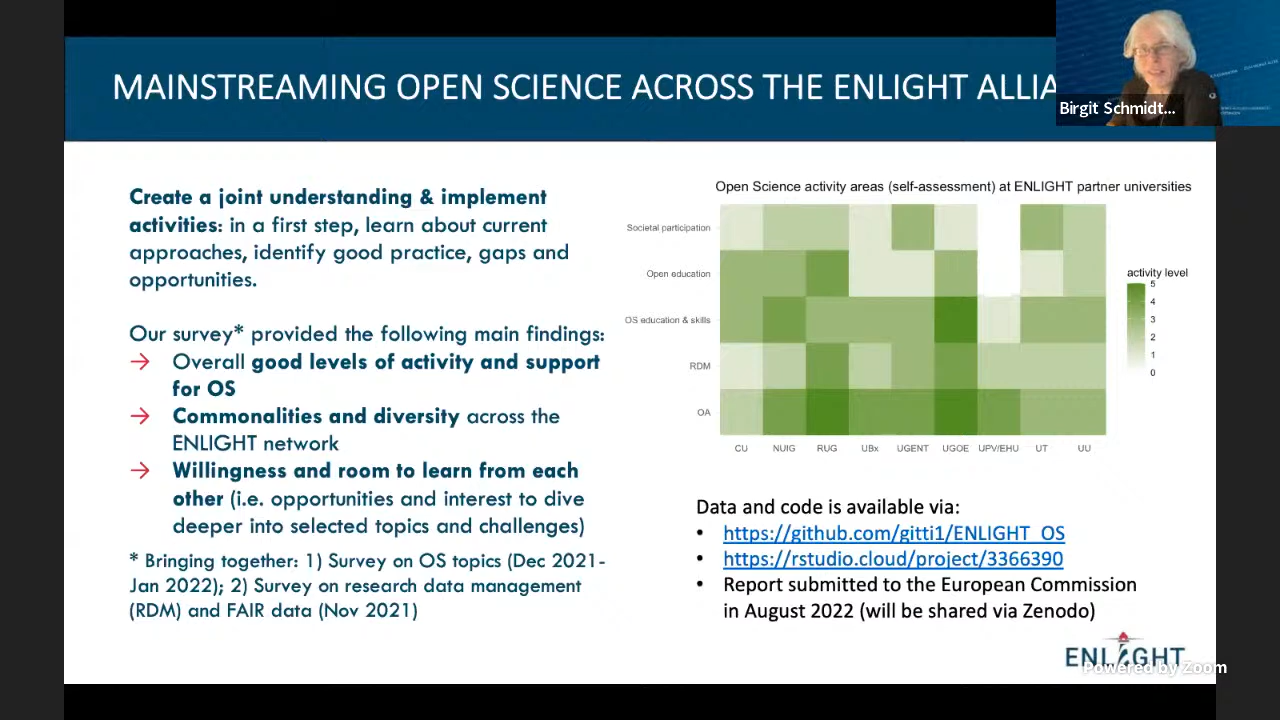 MAINSTREAMING OPEN SCIENCE ACROSS THE ENLIGHT ALLIA
Birgit Schmidt...
Create a joint understanding & implement
activities: in a first step, learn about current
approaches, identify good practice, gaps and
opportunities.
Our survey* provided the following main findings:
→ Overall good levels of activity and support
for OS
→ Commonalities and diversity across the
ENLIGHT network
→ Willingness and room to learn from each
other (i.e. opportunities and interest to dive
deeper into selected topics and challenges)
* Bringing together: 1) Survey on OS topics (Dec 2021-
Jan 2022); 2) Survey on research data management
(RDM) and FAIR data (Nov 2021)
Open Science activity areas (self-assessment) at ENLIGHT partner universities
Societal participation
Open education
OS education & skills
RDM
OA
CU NUIG RUG UBx UGENT UGOE UPV/EHU UT UU
activity level
5
4
3
2
1
0
Data and code is available via:
• https://github.com/gitti1/ENLIGHT_OS
• https://rstudio.cloud/project/3366390
• Report submitted to the European Commission
in August 2022 (will be shared via Zenodo)
ENLIGHT
Powered by Zoom